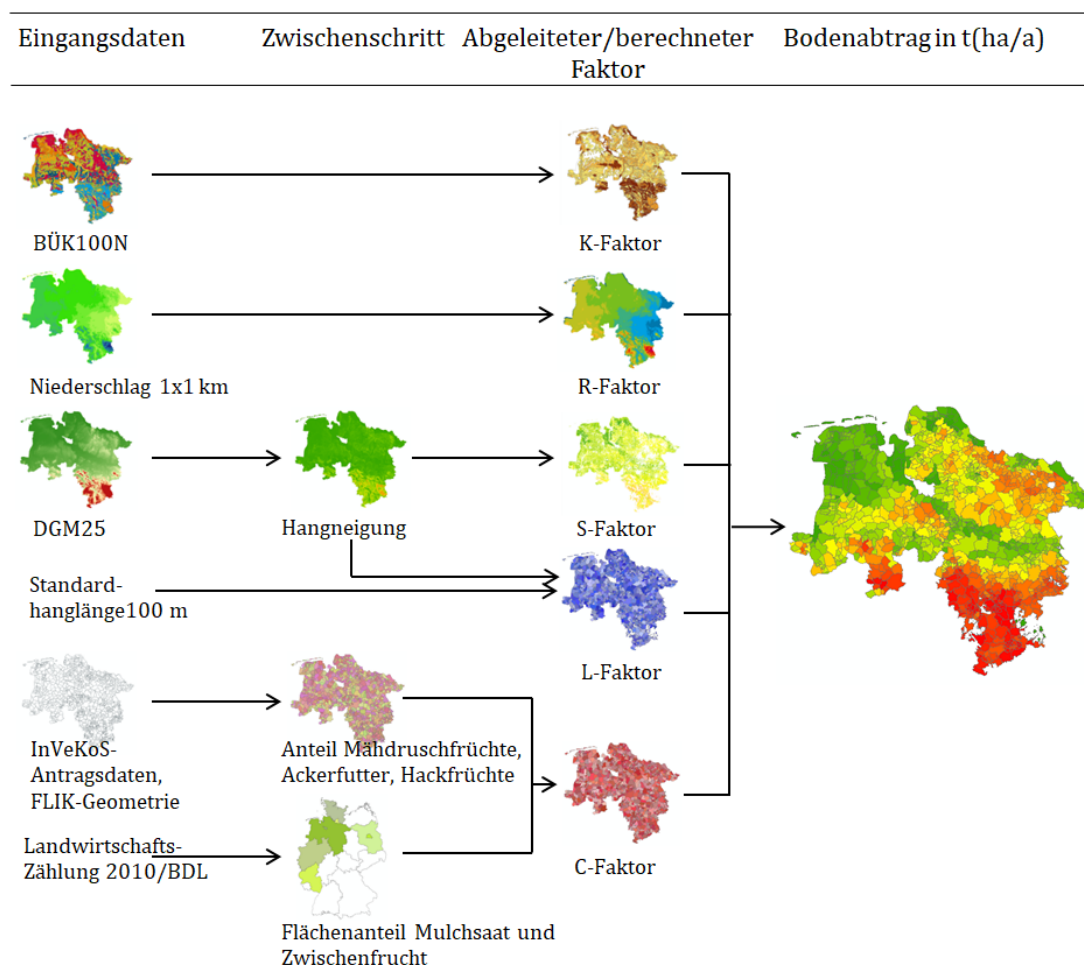 Eingangsdaten
Zwischenschritt
Abgeleiteter/berechneter
Faktor
Bodenabtrag in t(ha/a)
BÜK100N
K-Faktor
Niederschlag 1x1 km
R-Faktor
DGM25
Hangneigung
S-Faktor
Standard-
hanglänge100 m
L-Faktor
InVeKoS-
Antragsdaten,
FLIK-Geometrie
Anteil Mähdruschfrüchte,
Ackerfutter, Hackfrüchte
Landwirtschafts-
Zählung 2010/BDL
C-Faktor
Flächenanteil Mulchsaat und
Zwischenfrucht